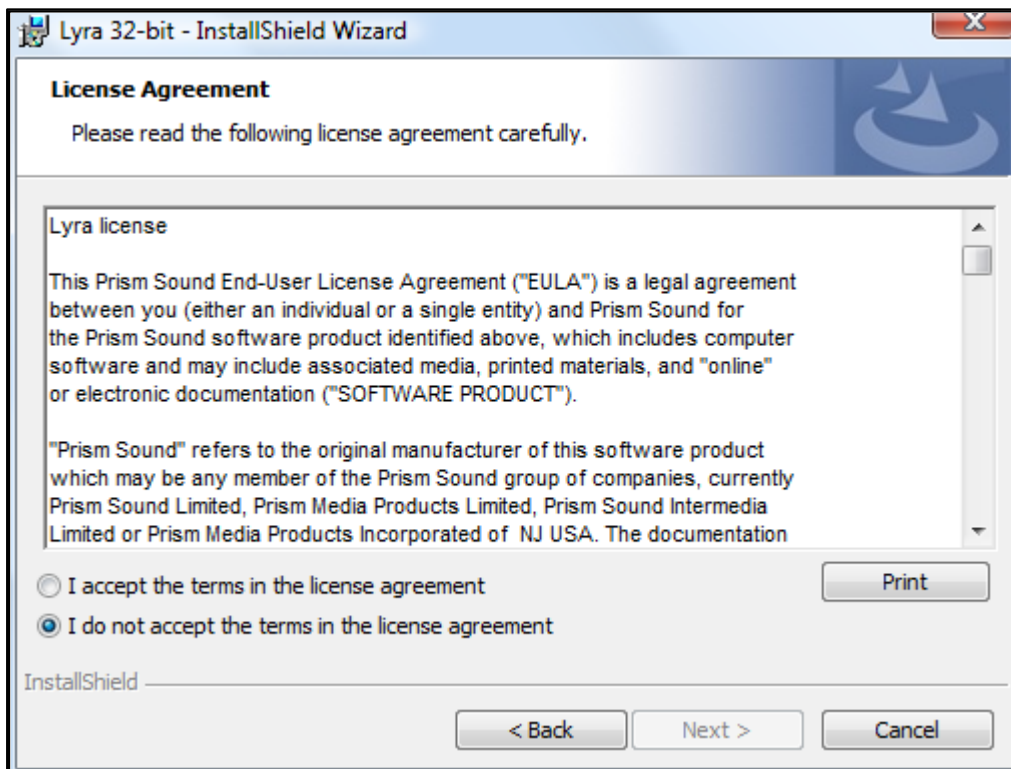 Lyra 32-bit - InstallShield Wizard
License Agreement
Please read the following license agreement carefully.
Lyra license
This Prism Sound End-User License Agreement ("EULA") is a legal agreement
between you (either an individual or a single entity) and Prism Sound for
the Prism Sound software product identified above, which includes computer
software and may include associated media, printed materials, and "online"
or electronic documentation ("SOFTWARE PRODUCT").
"Prism Sound" refers to the original manufacturer of this software product
which may be any member of the Prism Sound group of companies, currently
Prism Sound Limited, Prism Media Products Limited, Prism Sound Intermedia
Limited or Prism Media Products Incorporated of  NJ USA. The documentation
I accept the terms in the license agreement
Print
I do not accept the terms in the license agreement
InstallShield
< Back
Next >
Cancel